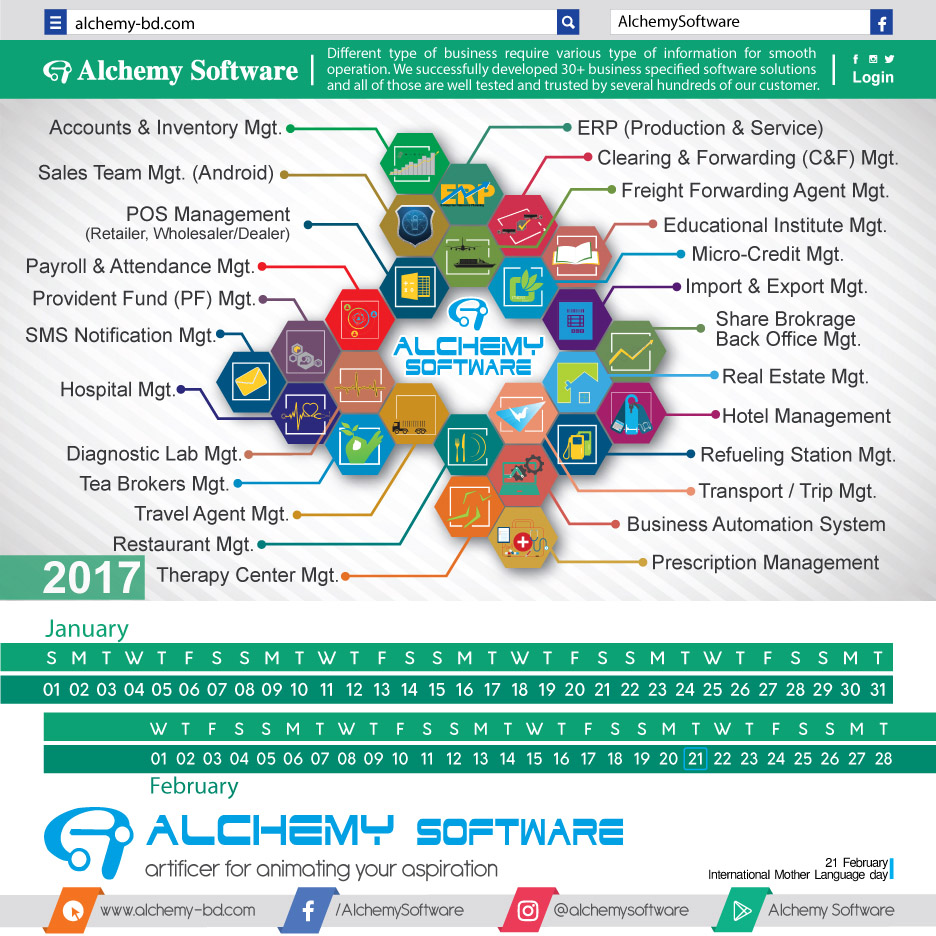 alchemy-bd.com
AlchemySoftware
Alchemy Software
Different type of business require various type of information for smooth
operation. We successfully developed 30+ business specified software solutions
and all of those are well tested and trusted by several hundreds of our customer.
Login
Accounts & Inventory Mgt.
Sales Team Mgt. (Android)
POS Management
(Retailer, Wholesaler/Dealer)
Payroll & Attendance Mgt.
Provident Fund (PF) Mgt.
SMS Notification Mgt.
Hospital Mgt.
Diagnostic Lab Mgt.
Tea Brokers Mgt.
Travel Agent Mgt.
Restaurant Mgt.
Therapy Center Mgt.
ERP
ALCHEMY
SOFTWARE
ERP (Production & Service)
Clearing & Forwarding (C&F) Mgt.
Freight Forwarding Agent Mgt.
Educational Institute Mgt.
Micro-Credit Mgt.
Import & Export Mgt.
Share Brokrage
Back Office Mgt.
Real Estate Mgt.
Hotel Management
Refueling Station Mgt.
Transport / Trip Mgt.
Business Automation System
Prescription Management
2017
January
S M T W T F S S M T W T F S S M T W T F S S M T W T F S S M T
01 02 03 04 05 06 07 08 09 10 11 12 13 14 15 16 17 18 19 20 21 22 23 24 25 26 27 28 29 30 31
W T F S S M T W T F S S M T W T F S S M T W T F S S M T
01 02 03 04 05 06 07 08 09 10 11 12 13 14 15 16 17 18 19 20 21 22 23 24 25 26 27 28
February
ALCHEMY SOFTWARE
artificer for animating your aspiration
21 February
International Mother Language day
www.alchemy-bd.com
/AlchemySoftware
@alchemysoftware
Alchemy Software